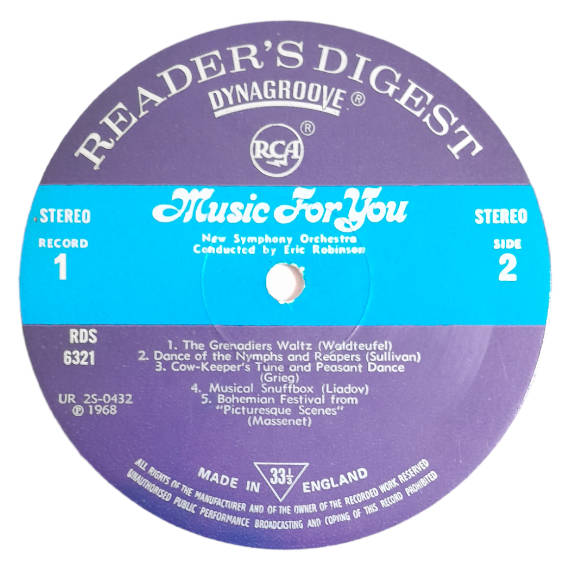 READER'S DIGEST
DYNAGROOVE ®
RCA ®
Music For You
STEREO
STEREO
New Symphony Orchestra
Conducted by Eric Robinson
RECORD
1
SIDE
2
RDS
6321
1. The Grenadiers Waltz (Waldteufel)
2. Dance of the Nymphs and Reapers (Sullivan)
3. Cow-Keeper's Tune and Peasant Dance
(Grieg)
4. Musical Snuffbox (Liadov)
5. Bohemian Festival from
"Picturesque Scenes"
(Massenet)
UR 2S-0432
℗ 1968
MADE IN 33⅓ ENGLAND
ALL RIGHTS OF THE MANUFACTURER AND OF THE OWNER OF THE RECORDED WORK RESERVED
UNAUTHORISED PUBLIC PERFORMANCE BROADCASTING AND COPYING OF THIS RECORD PROHIBITED